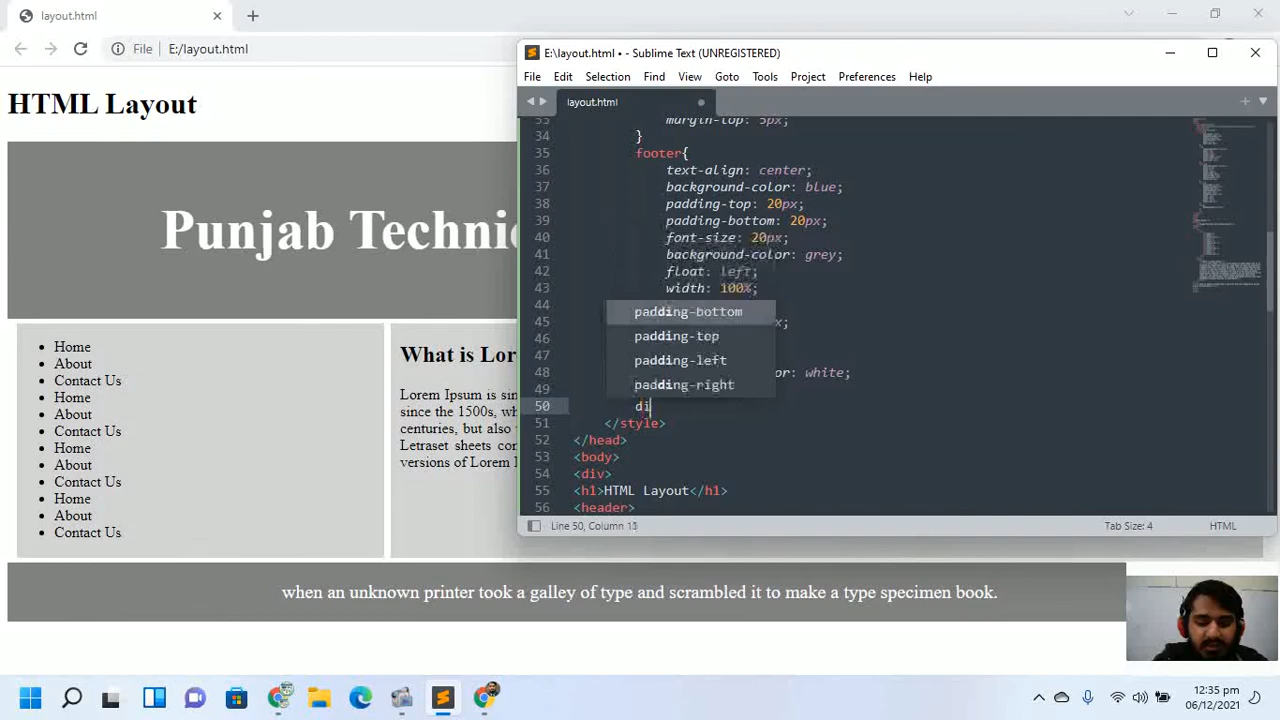 layout.html
File
E:/layout.html
HTML Layout
Punjab Technic
Home
About
Contact Us
Home
About
Contact Us
Home
About
Contact Us
Home
About
Contact Us
What is Lor
Lorem Ipsum is sin
since the 1500s, wh
centuries, but also
Letraset sheets con
versions of Lorem I
when an unknown printer took a galley of type and scrambled it to make a type specimen book.
E:\layout.html • - Sublime Text (UNREGISTERED)
File Edit Selection Find View Goto Tools Project Preferences Help
layout.html
33 margin-top: 5px;
34 }
35 footer{
36 text-align: center;
37 background-color: blue;
38 padding-top: 20px;
39 padding-bottom: 20px;
40 font-size: 20px;
41 background-color: grey;
42 float: left;
43 width: 100%;
44 padding-bottom
45 x;
46 padding-top
47 padding-left
48 or: white;
49 padding-right
50 di
51 </style>
52 </head>
53 <body>
54 <div>
55 <h1>HTML Layout</h1>
56 <header>
Line 50, Column 11
Tab Size: 4
HTML
12:35 pm
06/12/2021